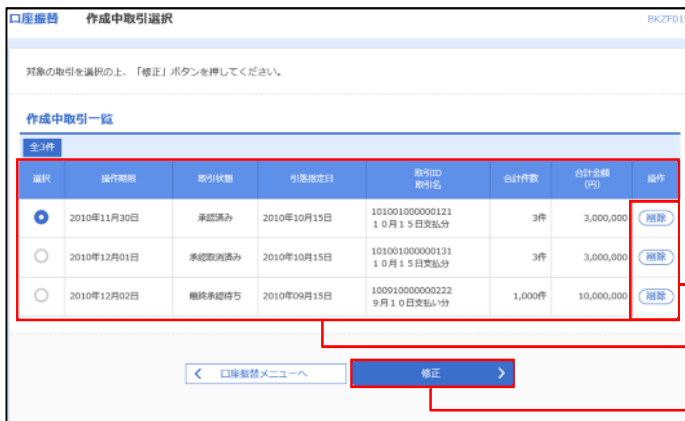 口座振替 作成中取引選択 BKZF01
対象の取引を選択の上、「修正」ボタンを押してください。
作成中取引一覧
全3件
選択 操作期限 取引状態 引落指定日 取引ID 合計件数 合計金額 操作
取引名 (円)
2010年11月30日 承認済み 2010年10月15日 101001000000121 3件 3,000,000 削除
10月15日支払分
2010年12月01日 承認取消済み 2010年10月15日 101001000000131 3件 3,000,000 削除
10月15日支払分
2010年12月02日 最終承認待ち 2010年09月15日 100910000000222 1,000件 10,000,000 削除
9月10日支払い分
口座振替メニューへ 修正